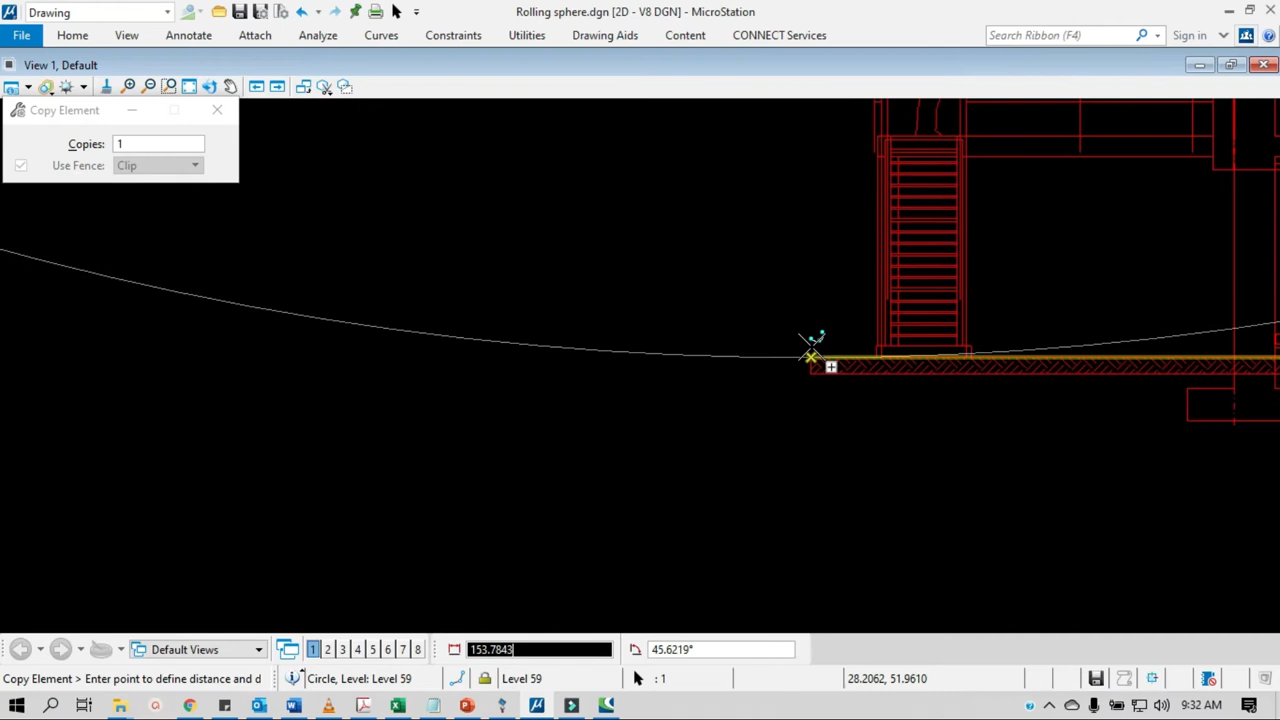 Drawing
Rolling sphere.dgn [2D - V8 DGN] - MicroStation
File Home View Annotate Attach Analyze Curves Constraints Utilities Drawing Aids Content CONNECT Services Search Ribbon (F4) Sign in
View 1, Default
Copy Element
Copies: 1
Use Fence: Clip
Default Views 1 2 3 4 5 6 7 8 153.7843 45.6219°
Copy Element > Enter point to define distance and d Circle, Level: Level 59 Level 59 : 1 28.2062, 51.9610
9:32 AM